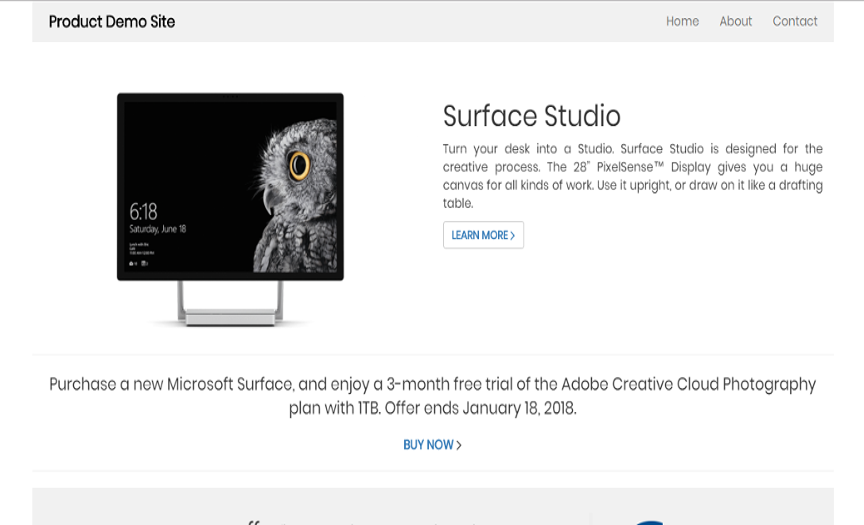 Product Demo Site
Home About Contact
Surface Studio
Turn your desk into a Studio. Surface Studio is designed for the
creative process. The 28" PixelSense™ Display gives you a huge
canvas for all kinds of work. Use it upright, or draw on it like a drafting
table.
LEARN MORE >
6:18
Saturday, June 18
Purchase a new Microsoft Surface, and enjoy a 3-month free trial of the Adobe Creative Cloud Photography
plan with 1TB. Offer ends January 18, 2018.
BUY NOW >